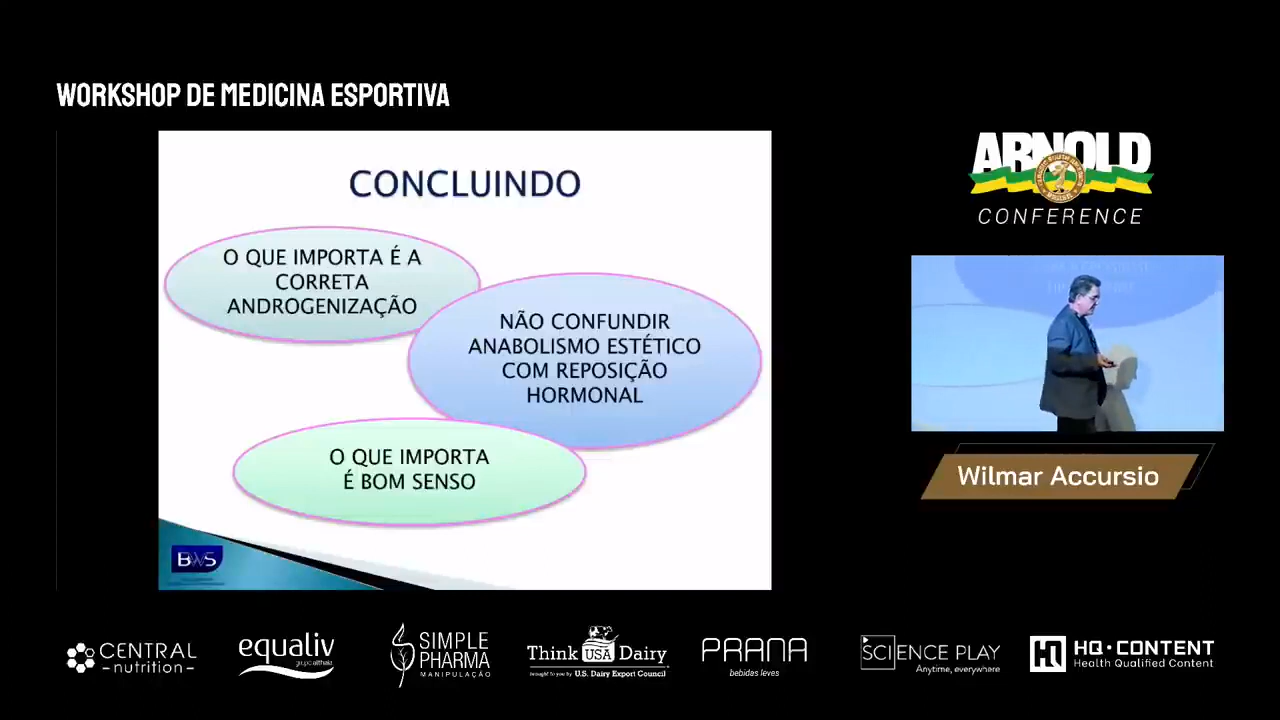 WORKSHOP DE MEDICINA ESPORTIVA
CONCLUINDO
O QUE IMPORTA É A
CORRETA
ANDROGENIZAÇÃO
NÃO CONFUNDIR
ANABOLISMO ESTÉTICO
COM REPOSIÇÃO
HORMONAL
O QUE IMPORTA
É BOM SENSO
BWS
ARNOLD
CONFERENCE
Wilmar Accursio
CENTRAL
nutrition
equaliv
grupo althaia
SIMPLE
PHARMA
MANIPULAÇÃO
Think USA Dairy
brought to you by U.S. Dairy Export Council
PRANA
bebidas leves
SCIENCE PLAY
Anytime, everywhere
HQ CONTENT
Health Qualified Content